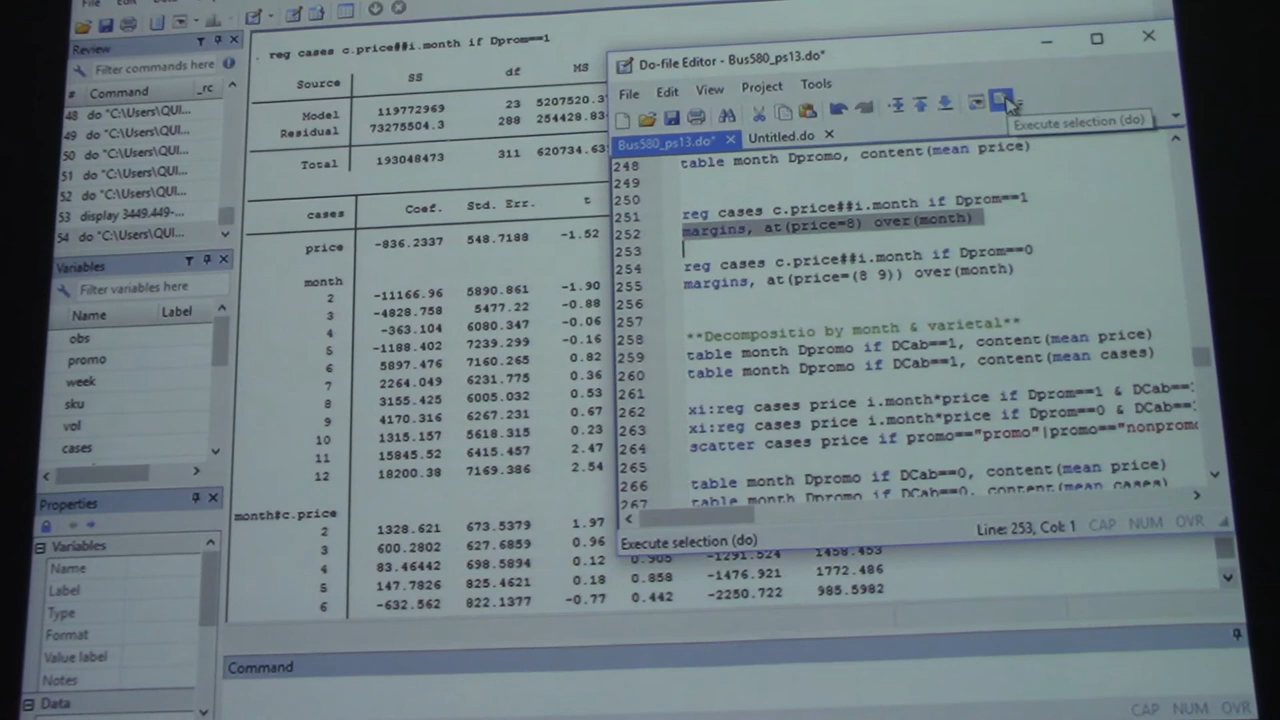 File
Review
Filter commands here
# Command _rc
48 do "C:\Users\QUI...
49 do "C:\Users\QUI...
50 do "C:\Users\QUI...
51 do "C:\Users\QUI...
52 do "C:\Users\QUI...
53 display 3449.449-...
54 do "C:\Users\QUI...
Variables
Filter variables here
Name Label
obs
promo
week
sku
vol
cases
Properties
Variables
Name
Label
Type
Format
Value label
Notes
Data
. reg cases c.price##i.month if Dprom==1
Source SS df MS
Model 119772969 23 5207520.3
Residual 73275504.3 288 254428.83
Total 193048473 311 620734.63
cases Coef. Std. Err. t
price -836.2337 548.7188 -1.52
month
2 -11166.96 5890.861 -1.90
3 -4828.758 5477.22 -0.88
4 -363.104 6080.347 -0.06
5 -1188.402 7239.299 -0.16
6 5897.476 7160.265 0.82
7 2264.049 6231.775 0.36
8 3155.425 6005.032 0.53
9 4170.316 6267.231 0.67
10 1315.157 5618.315 0.23
11 15845.52 6415.457 2.47
12 18200.38 7169.386 2.54
month#c.price
2 1328.621 673.5379 1.97
3 600.2802 627.6859 0.96
4 83.46442 698.5894 0.12 0.905 -1291.524 1458.453
5 147.7826 825.4621 0.18 0.858 -1476.921 1772.486
6 -632.562 822.1377 -0.77 0.442 -2250.722 985.5982
Command
CAP NUM OVR
Do-file Editor - Bus580_ps13.do*
File Edit View Project Tools
Execute selection (do)
Bus580_ps13.do* Untitled.do
248 table month Dpromo, content(mean price)
249
250
251 reg cases c.price##i.month if Dprom==1
252 margins, at(price=8) over(month)
253
254 reg cases c.price##i.month if Dprom==0
255 margins, at(price=(8 9)) over(month)
256
257
258 **Decompositio by month & varietal**
259 table month Dpromo if DCab==1, content(mean price)
260 table month Dpromo if DCab==1, content(mean cases)
261
262 xi:reg cases price i.month*price if Dprom==1 & DCab==
263 xi:reg cases price i.month*price if Dprom==0 & DCab==
264 scatter cases price if promo=="promo"|promo=="nonprom
265
266 table month Dpromo if DCab==0, content(mean price)
267 table month Dpromo if DCab==0, content(mean cases)
Execute selection (do) Line: 253, Col: 1 CAP NUM OVR